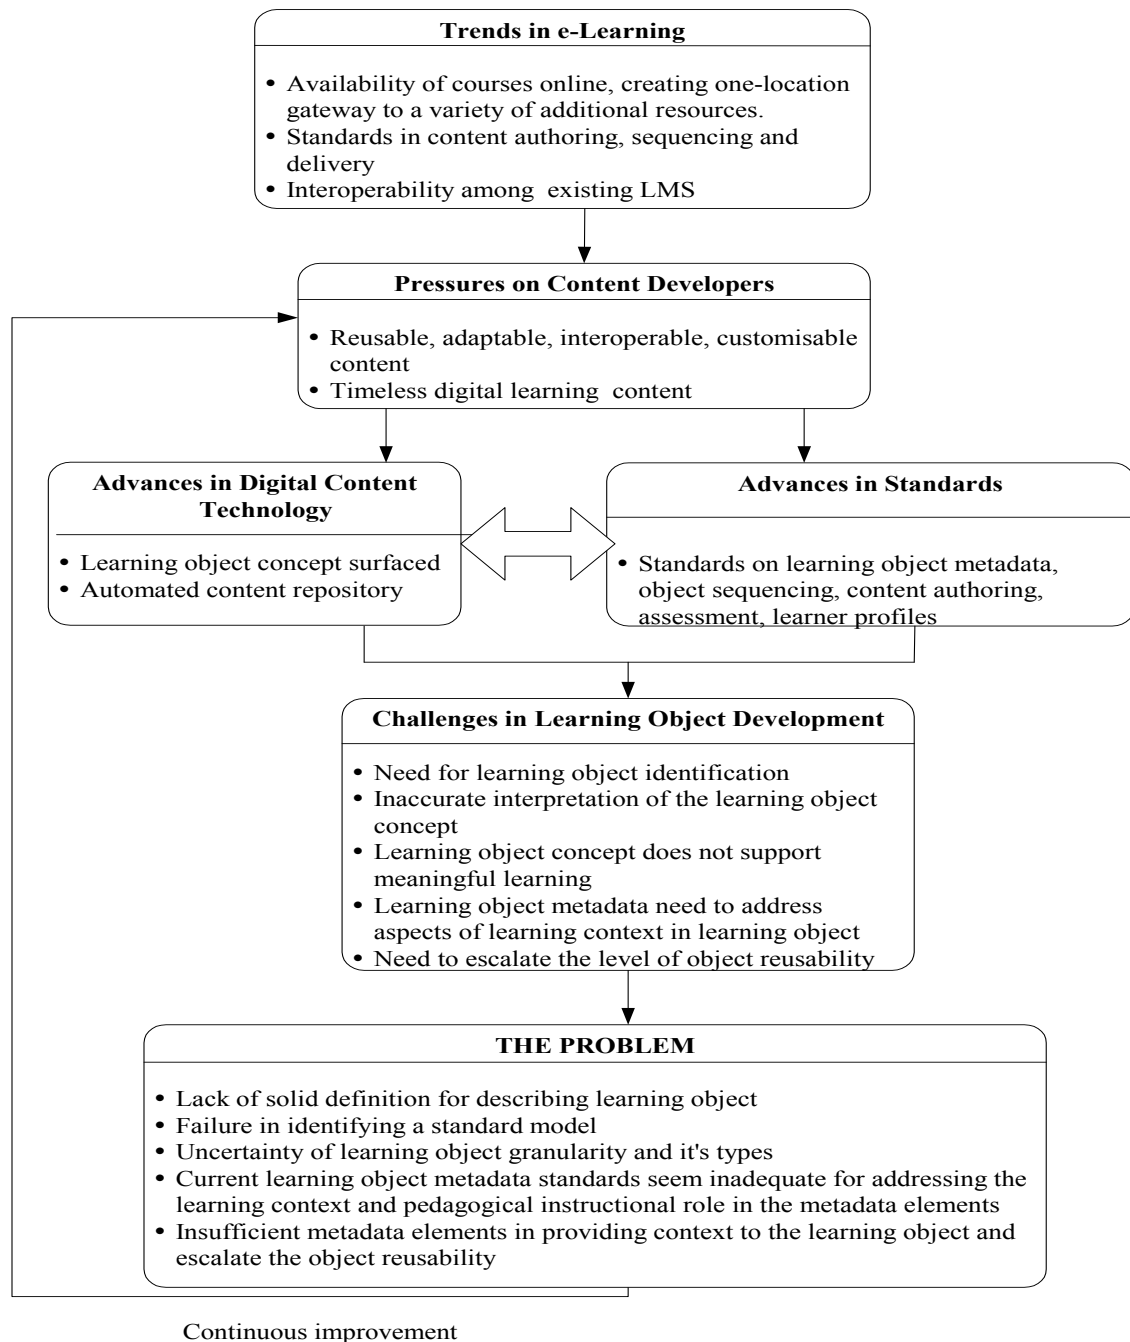 Trends in e-Learning
• Availability of courses online, creating one-location
gateway to a variety of additional resources.
• Standards in content authoring, sequencing and
delivery
• Interoperability among existing LMS
Pressures on Content Developers
• Reusable, adaptable, interoperable, customisable
content
• Timeless digital learning content
Advances in Digital Content
Technology
• Learning object concept surfaced
• Automated content repository
Advances in Standards
• Standards on learning object metadata,
object sequencing, content authoring,
assessment, learner profiles
Challenges in Learning Object Development
• Need for learning object identification
• Inaccurate interpretation of the learning object
concept
• Learning object concept does not support
meaningful learning
• Learning object metadata need to address
aspects of learning context in learning object
• Need to escalate the level of object reusability
THE PROBLEM
• Lack of solid definition for describing learning object
• Failure in identifying a standard model
• Uncertainty of learning object granularity and it's types
• Current learning object metadata standards seem inadequate for addressing the
learning context and pedagogical instructional role in the metadata elements
• Insufficient metadata elements in providing context to the learning object and
escalate the object reusability
Continuous improvement